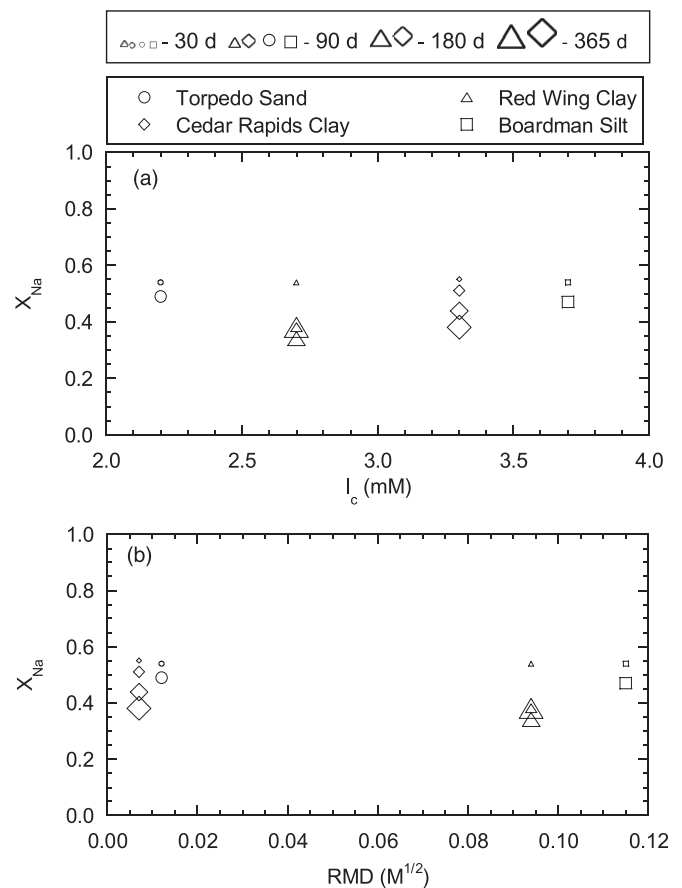 - 30 d - 90 d - 180 d - 365 d
Torpedo Sand Red Wing Clay
Cedar Rapids Clay Boardman Silt
(a)
1.0
0.8
0.6
0.4
0.2
0.0
X_Na
2.0 2.5 3.0 3.5 4.0
I_c (mM)
(b)
1.0
0.8
0.6
0.4
0.2
0.0
X_Na
0.00 0.02 0.04 0.06 0.08 0.10 0.12
RMD (M^1/2)